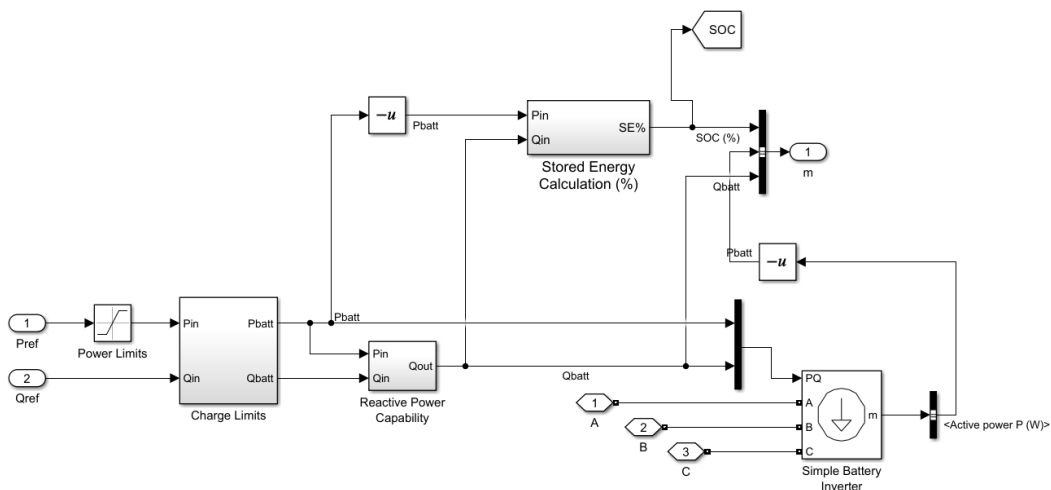 SOC
-u
Pbatt
Pin
Qin
SE%
Stored Energy
Calculation (%)
SOC (%)
Qbatt
1
m
Pbatt
-u
1
Pref
Power Limits
2
Qref
Pin
Qin
Pbatt
Qbatt
Charge Limits
Pbatt
Pin
Qin
Qout
Reactive Power
Capability
Qbatt
1
A
2
B
3
C
PQ
A
B
C
m
Simple Battery
Inverter
<Active power P (W)>